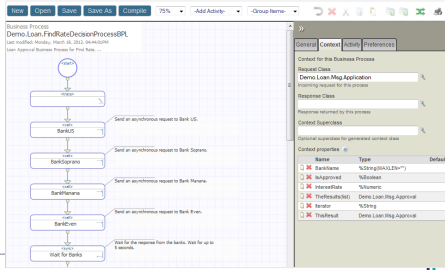 New Open Save Save As Compile 75% -Add Activity- -Group Items-
Business Process
Demo.Loan.FindRateDecisionProcessBPL
Last modified: Monday, March 18, 2013, 04:44:31PM
Loan Approval Business Process for Find Rate. ...
<start>
<trace>
<call>
BankUS
Send an asynchronous request to Bank US.
<call>
BankSoprano
Send an asynchronous request to Bank Soprano.
<call>
BankManana
Send an asynchronous request to Bank Manana.
<call>
BankEven
Send an asynchronous request to Bank Even.
<sync>
Wait for Banks
Wait for the response from the banks. Wait for up to
5 seconds.
»
General Context Activity Preferences
Context for this Business Process
Request Class
Demo.Loan.Msg.Application
Incoming request for this process
Response Class
Response returned by this process
Context Superclass
Optional superclass for generated context class
Context properties
Name Type Default
BankName %String(MAXLEN="")
IsApproved %Boolean
InterestRate %Numeric
TheResults(list) Demo.Loan.Msg.Approval
Iterator %String
ThisResult Demo.Loan.Msg.Approval